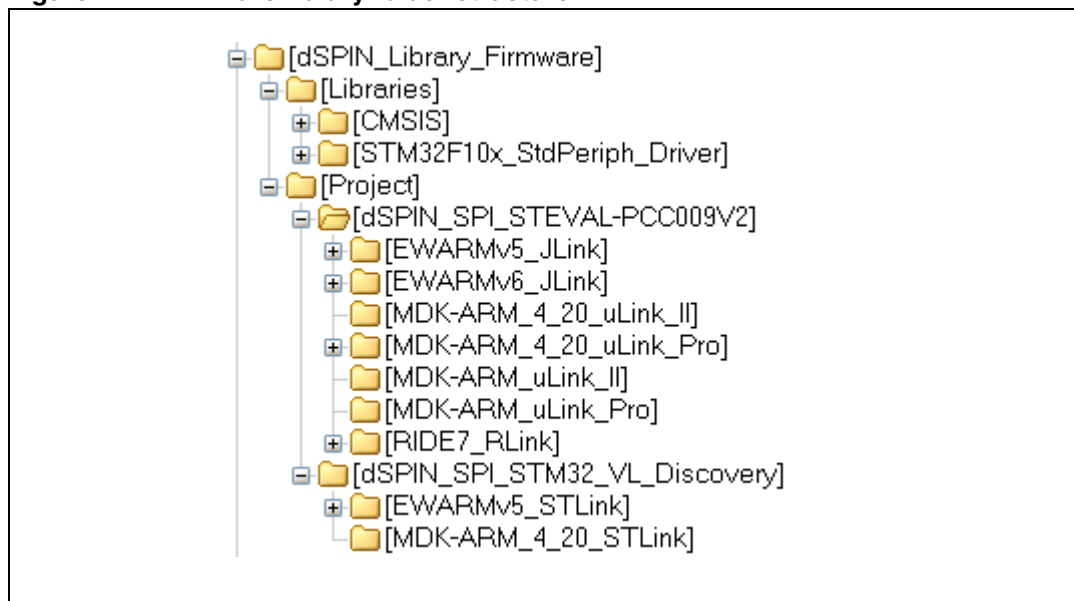 [dSPIN_Library_Firmware]
[Libraries]
[CMSIS]
[STM32F10x_StdPeriph_Driver]
[Project]
[dSPIN_SPI_STEVAL-PCC009V2]
[EWARMv5_JLink]
[EWARMv6_JLink]
[MDK-ARM_4_20_uLink_II]
[MDK-ARM_4_20_uLink_Pro]
[MDK-ARM_uLink_II]
[MDK-ARM_uLink_Pro]
[RIDE7_RLink]
[dSPIN_SPI_STM32_VL_Discovery]
[EWARMv5_STLink]
[MDK-ARM_4_20_STLink]